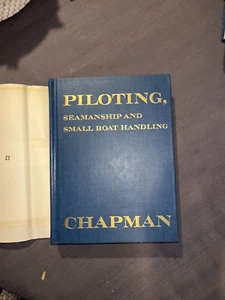 PILOTING,
SEAMANSHIP AND
SMALL BOAT HANDLING
CHAPMAN